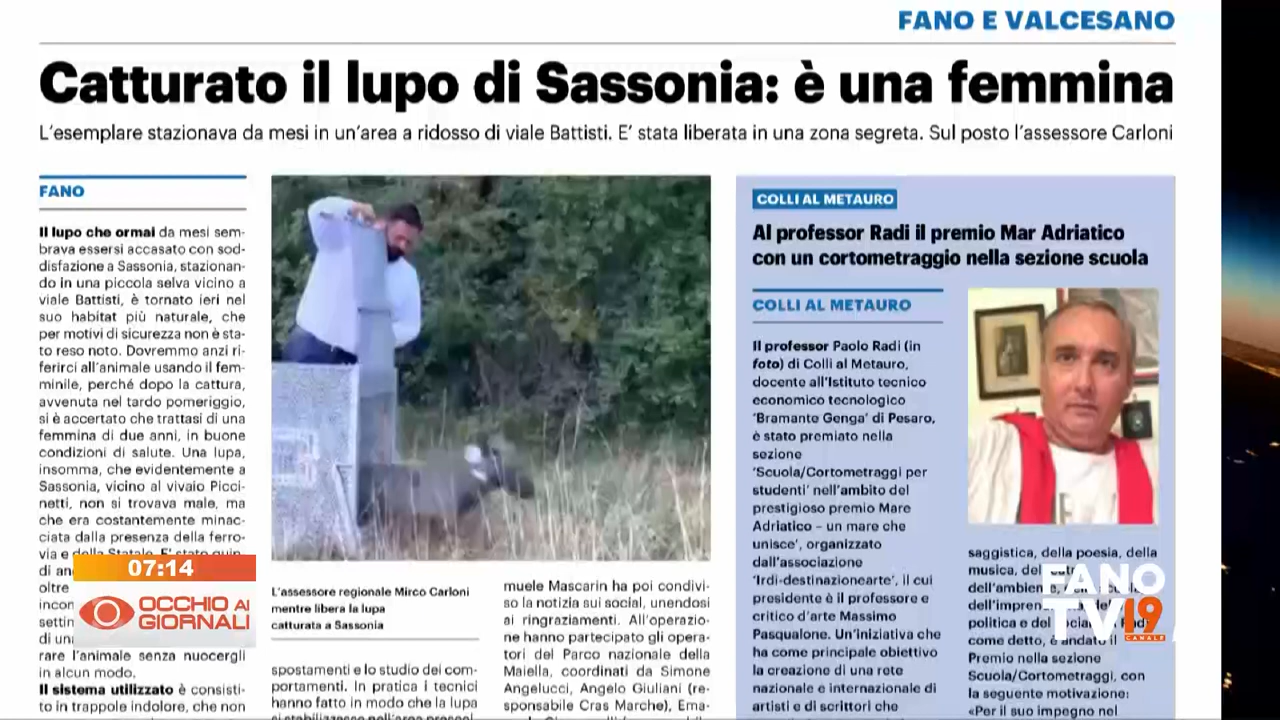 FANO E VALCESANO
Catturato il lupo di Sassonia: è una femmina
L'esemplare stazionava da mesi in un'area a ridosso di viale Battisti. E' stata liberata in una zona segreta. Sul posto l'assessore Carloni
FANO
Il lupo che ormai da mesi sem-
brava essersi accasato con sod-
disfazione a Sassonia, stazionan-
do in una piccola selva vicino a
viale Battisti, è tornato ieri nel
suo habitat più naturale, che
per motivi di sicurezza non è sta-
to reso noto. Dovremmo anzi ri-
ferirci all'animale usando il fem-
minile, perché dopo la cattura,
avvenuta nel tardo pomeriggio,
si è accertato che trattasi di una
femmina di due anni, in buone
condizioni di salute. Una lupa,
insomma, che evidentemente a
Sassonia, vicino al vivaio Picci-
netti, non si trovava male, ma
che era costantemente minac-
ciata dalla presenza della ferro-
via e della Statale. E' stato
di
oltre
rare l'animale senza nuocergli
in alcun modo.
Il sistema utilizzato è consisti-
to in trappole indolore, che non
L'assessore regionale Mirco Carloni
mentre libera la lupa
catturata a Sassonia
spostamenti e lo studio dei com-
portamenti. In pratica i tecnici
hanno fatto in modo che la lupa
muele Mascarin ha poi condivi-
so la notizia sui social, unendosi
ai ringraziamenti. All'operazio-
ne hanno partecipato gli opera-
tori del Parco nazionale della
Maiella, coordinati da Simone
Angelucci, Angelo Giuliani (re-
sponsabile Cras Marche), Ema-
COLLI AL METAURO
Al professor Radi il premio Mar Adriatico
con un cortometraggio nella sezione scuola
COLLI AL METAURO
Il professor Paolo Radi (in
foto) di Colli al Metauro,
docente all'Istituto tecnico
economico tecnologico
'Bramante Genga' di Pesaro,
è stato premiato nella
sezione
'Scuola/Cortometraggi per
studenti' nell'ambito del
prestigioso premio Mare
Adriatico – un mare che
unisce', organizzato
dall'associazione
'Irdi-destinazionearte', il cui
presidente è il professore e
critico d'arte Massimo
Pasqualone. Un'iniziativa che
ha come principale obiettivo
la creazione di una rete
nazionale e internazionale di
artisti e di scrittori che
saggistica, della poesia, della
musica, del
dell'ambiente,
politica e del
come detto, è andato il
Premio nella sezione
Scuola/Cortometraggi, con
la seguente motivazione:
«Per il suo impegno nel
07:14
OCCHIO AI
GIORNALI
FANO
TV 19
CANALE